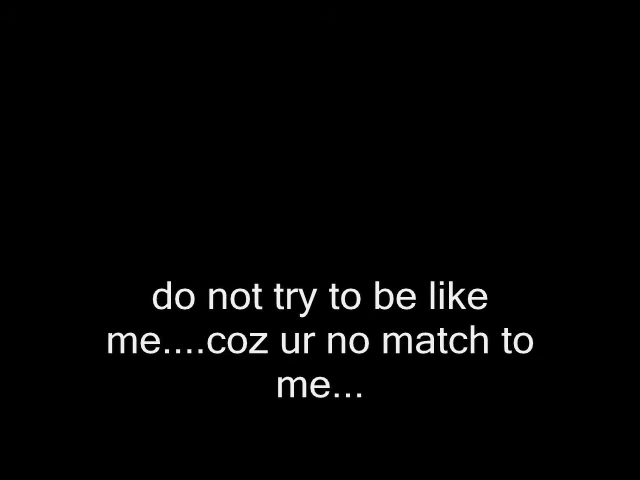 do not try to be like
me....coz ur no match to
me...